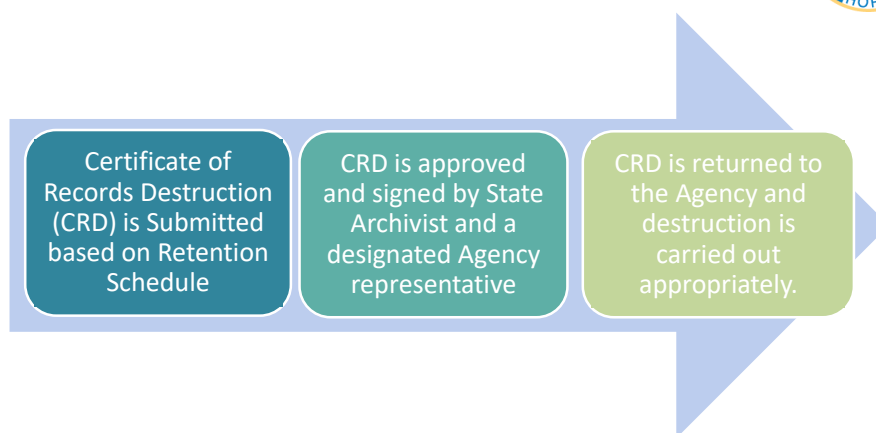 Certificate of
Records Destruction
(CRD) is Submitted
based on Retention
Schedule
CRD is approved
and signed by State
Archivist and a
designated Agency
representative
CRD is returned to
the Agency and
destruction is
carried out
appropriately.